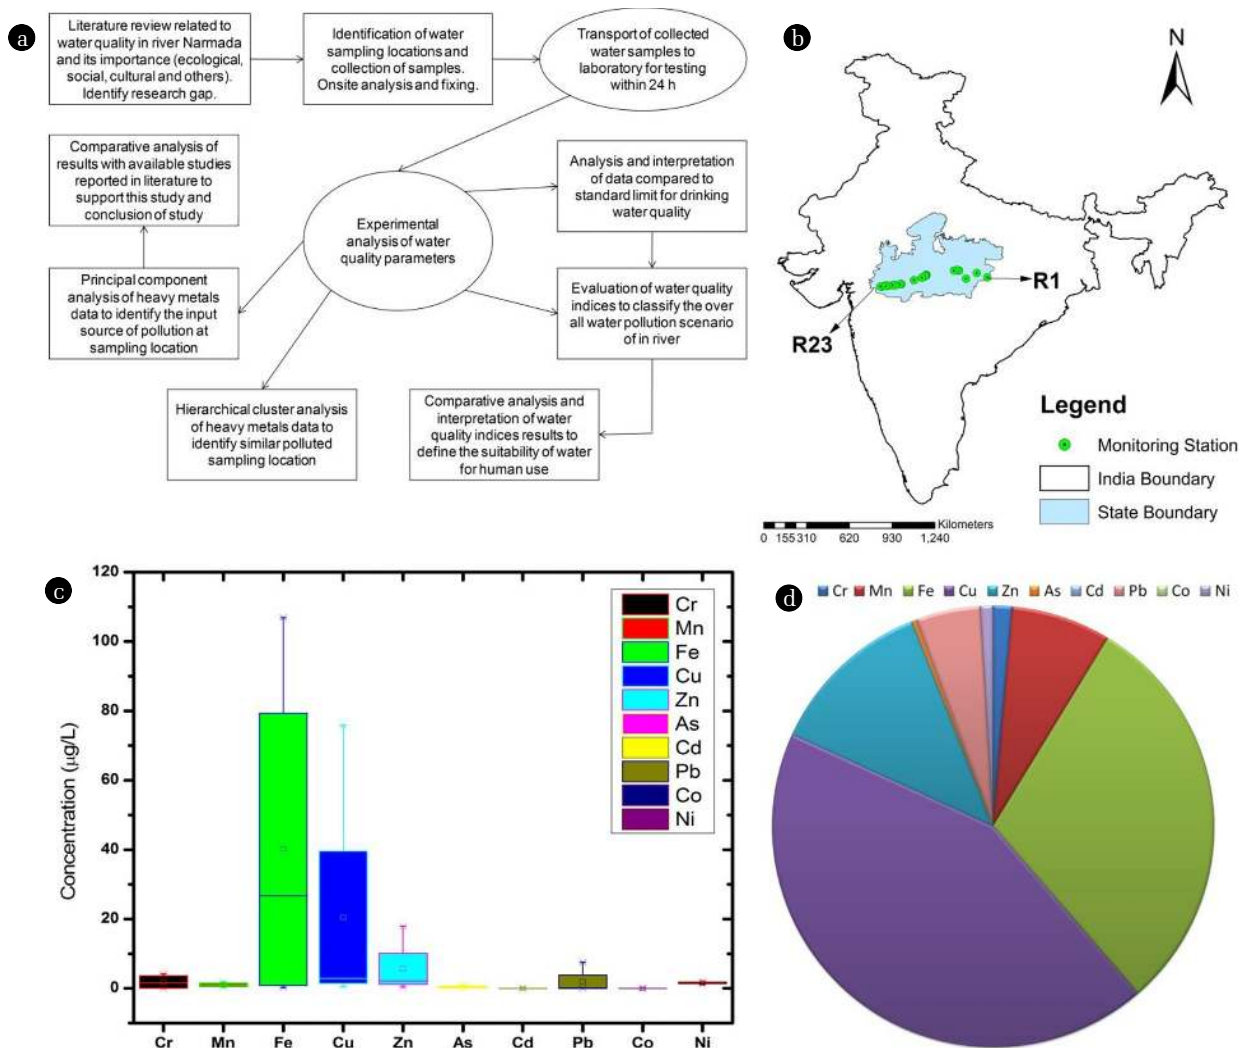 a
Literature review related to
water quality in river Narmada
and its importance (ecological,
social, cultural and others).
Identify research gap.
Identification of water
sampling locations and
collection of samples.
Onsite analysis and fixing.
Transport of collected
water samples to
laboratory for testing
within 24 h
Comparative analysis of
results with available studies
reported in literature to
support this study and
conclusion of study
Experimental
analysis of water
quality parameters
Analysis and interpretation
of data compared to
standard limit for drinking
water quality
Principal component
analysis of heavy metals
data to identify the input
source of pollution at
sampling location
Evaluation of water quality
indices to classify the over
all water pollution scenario
of in river
Hierarchical cluster analysis
of heavy metals data to
identify similar polluted
sampling location
Comparative analysis and
interpretation of water
quality indices results to
define the suitability of water
for human use
b
N
R1
R23
Legend
Monitoring Station
India Boundary
State Boundary
Kilometers
0 155 310 620 930 1,240
c
Concentration (µg/L)
120
100
80
60
40
20
0
Cr Mn Fe Cu Zn As Cd Pb Co Ni
Cr
Mn
Fe
Cu
Zn
As
Cd
Pb
Co
Ni
d
Cr Mn Fe Cu Zn As Cd Pb Co Ni